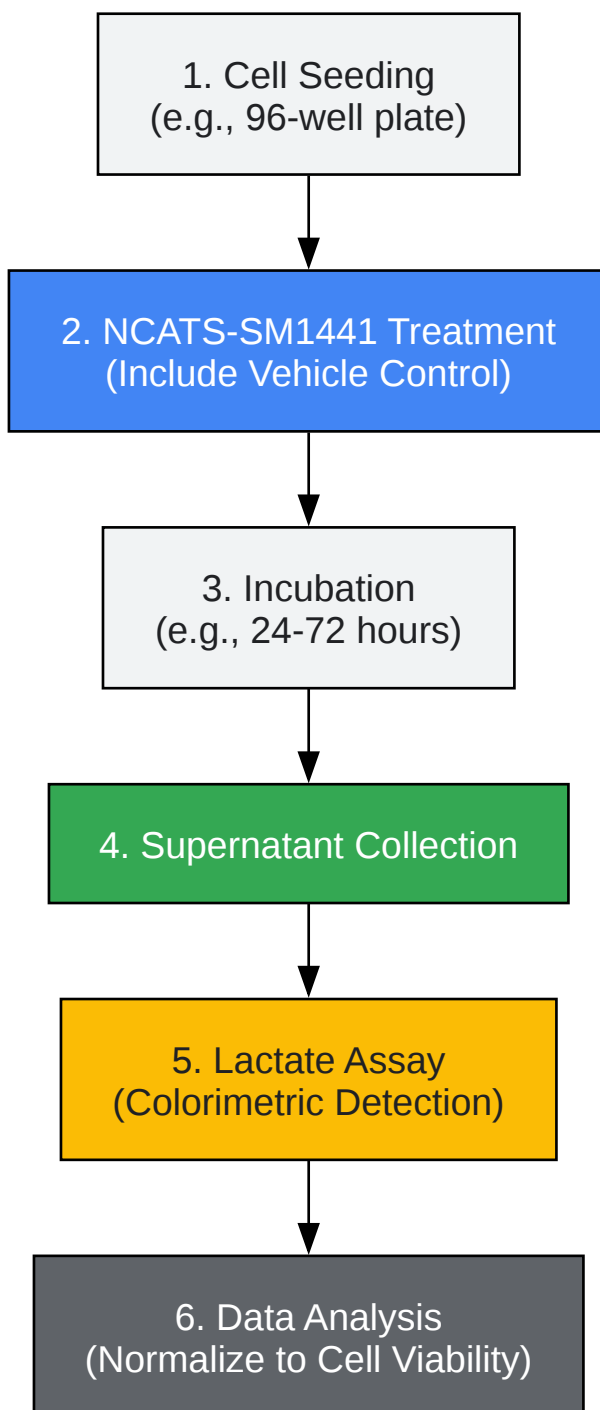 1. Cell Seeding
(e.g., 96-well plate)
2. NCATS-SM1441 Treatment
(Include Vehicle Control)
3. Incubation
(e.g., 24-72 hours)
4. Supernatant Collection
5. Lactate Assay
(Colorimetric Detection)
6. Data Analysis
(Normalize to Cell Viability)